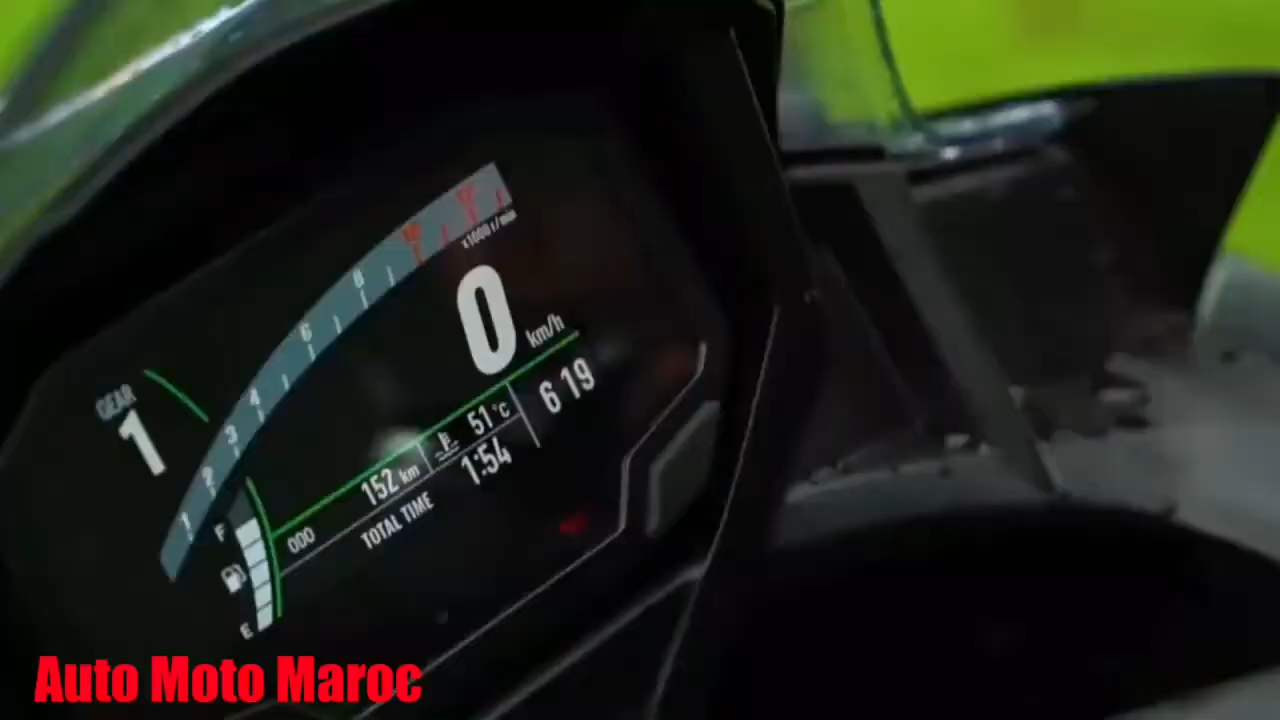 x1000 r/min
8
6
4
3
2
1
GEAR
1
0
km/h
F
E
000
152 km
51 °C
6 19
TOTAL TIME
1:54
Auto Moto Maroc